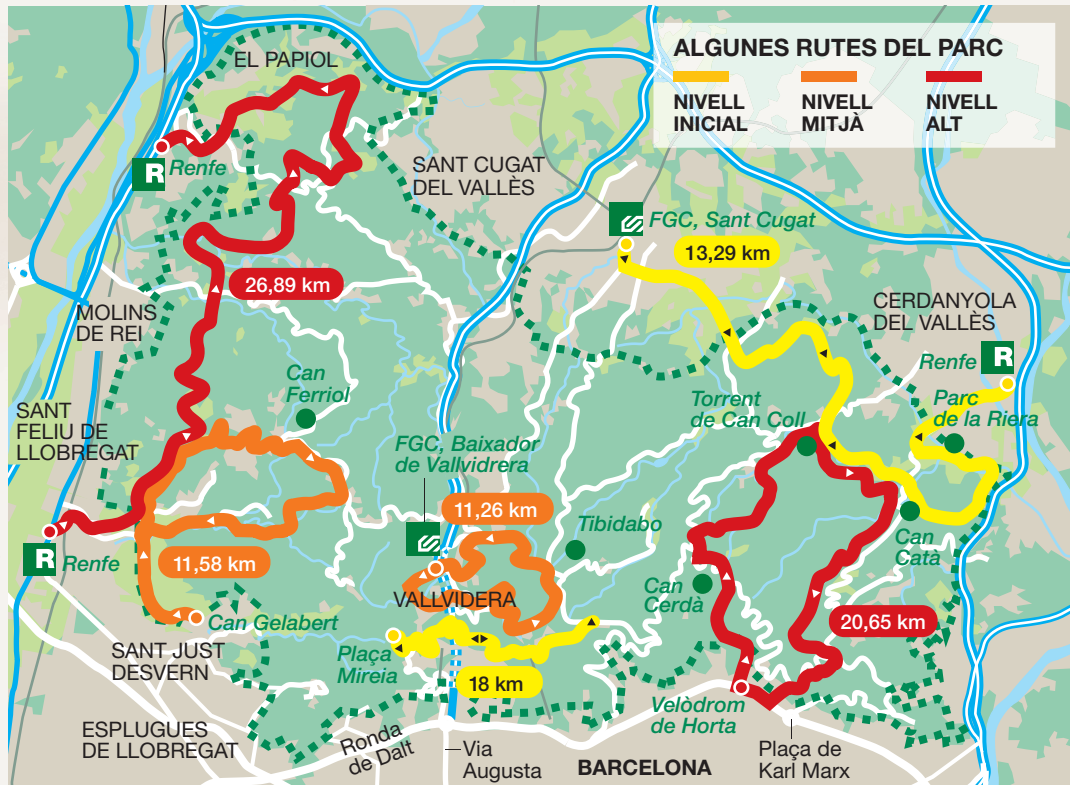 ALGUNES RUTES DEL PARC
NIVELL
INICIAL
NIVELL
MITJÀ
NIVELL
ALT
EL PAPIOL
R
Renfe
SANT CUGAT
DEL VALLÈS
FGC, Sant Cugat
13,29 km
26,89 km
MOLINS
DE REI
CERDANYOLA
DEL VALLÈS
Renfe
R
Can
Ferriol
Torrent
de Can Coll
Parc
de la Riera
SANT
FELIU DE
LLOBREGAT
FGC, Baixador
de Vallvidrera
11,26 km
Tibidabo
Can
Catà
R
Renfe
11,58 km
VALLVIDERA
Can
Cerdà
20,65 km
Can Gelabert
SANT JUST
DESVERN
Plaça
Mireia
18 km
Velòdrom
de Horta
ESPLUGUES
DE LLOBREGAT
Ronda
de Dalt
Via
Augusta
BARCELONA
Plaça de
Karl Marx